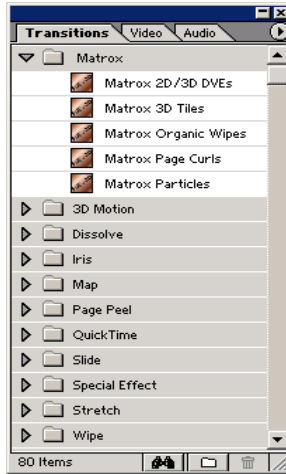 Transitions Video Audio
Matrox
Matrox 2D/3D DVEs
Matrox 3D Tiles
Matrox Organic Wipes
Matrox Page Curls
Matrox Particles
3D Motion
Dissolve
Iris
Map
Page Peel
QuickTime
Slide
Special Effect
Stretch
Wipe
80 Items